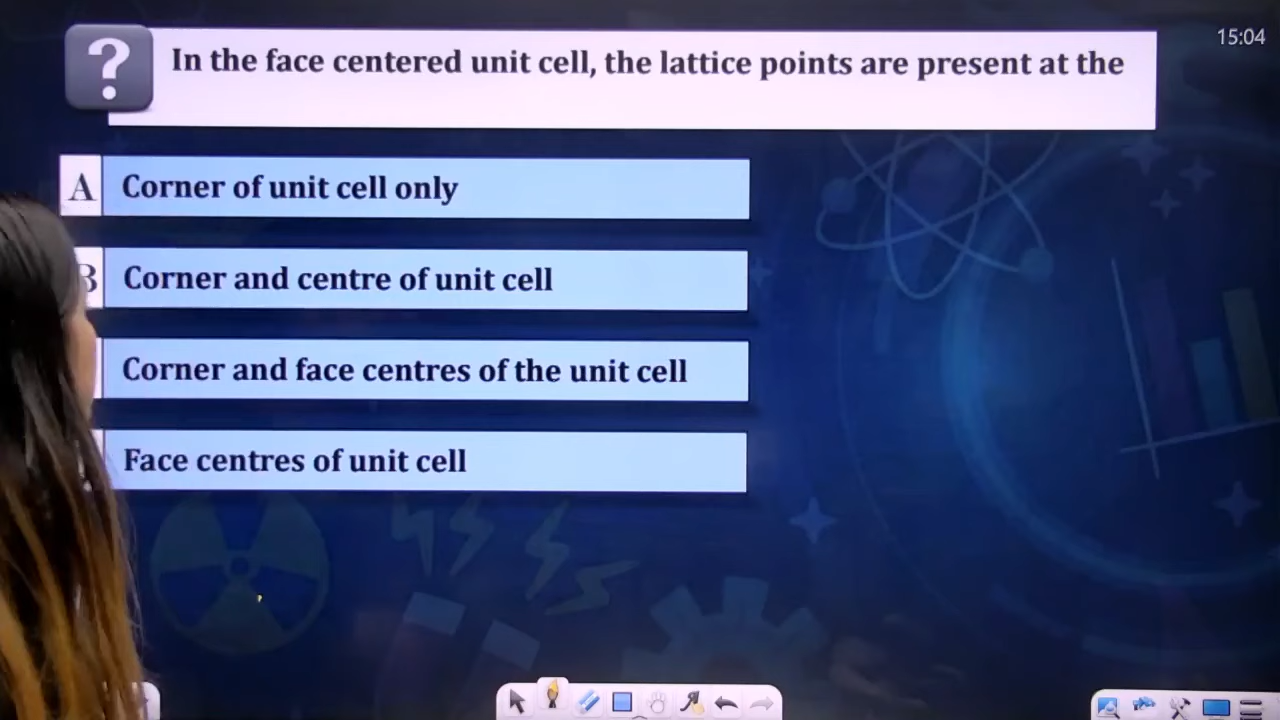 ?
In the face centered unit cell, the lattice points are present at the
15:04
A Corner of unit cell only
B Corner and centre of unit cell
Corner and face centres of the unit cell
Face centres of unit cell